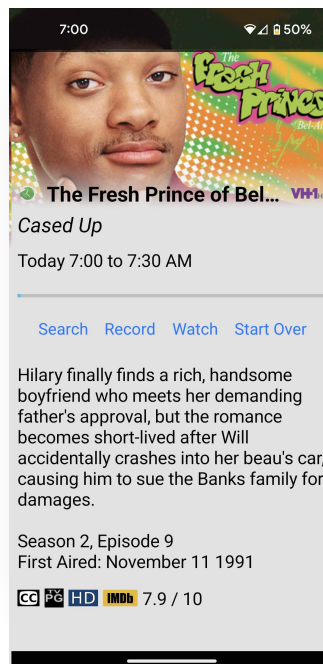 7:00
50%
The
FRESH
PRINCE
Bel-Ai
The Fresh Prince of Bel...
VH1
Cased Up
Today 7:00 to 7:30 AM
Search Record Watch Start Over
Hilary finally finds a rich, handsome
boyfriend who meets her demanding
father's approval, but the romance
becomes short-lived after Will
accidentally crashes into her beau's car,
causing him to sue the Banks family for
damages.
Season 2, Episode 9
First Aired: November 11 1991
CC TV PG HD IMDb 7.9 / 10